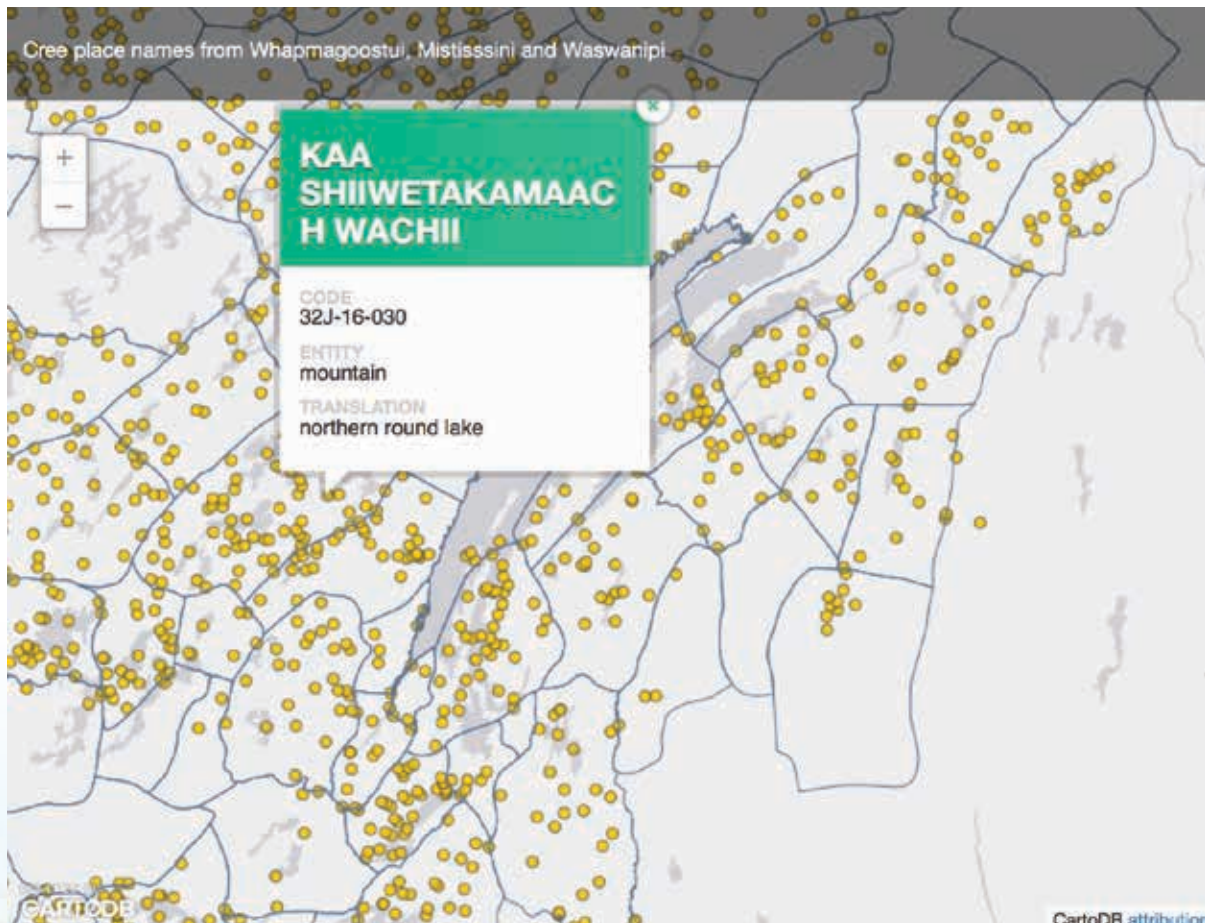 Cree place names from Whapmagoostui, Mistisssini and Waswanipi
×
KAA
SHIIWETAKAMAAC
H WACHII
+
−
CODE
32J-16-030
ENTITY
mountain
TRANSLATION
northern round lake
CARTODB
CartoDB attribution